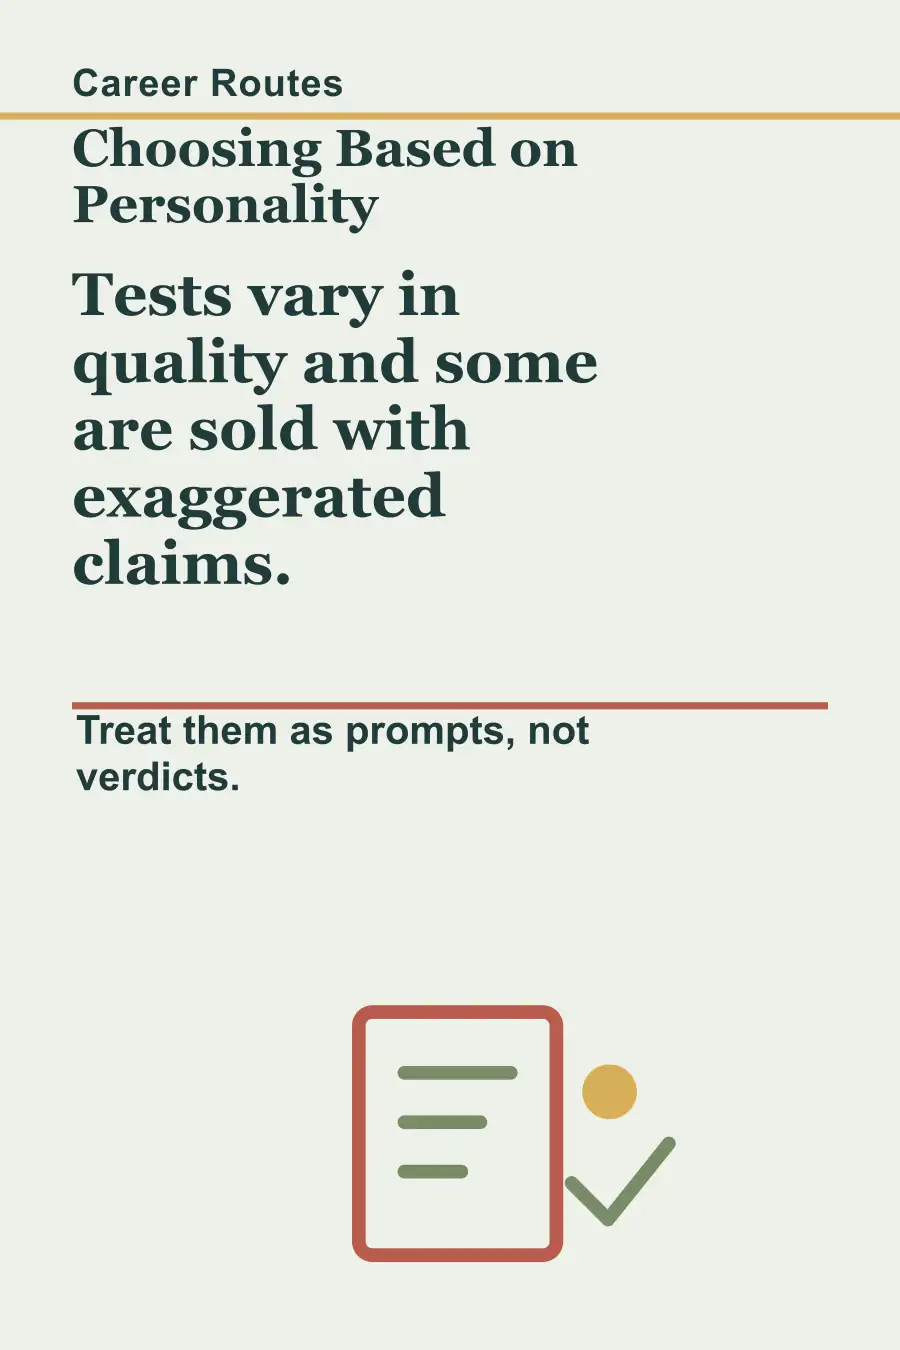 Career Routes
Choosing Based on
Personality
Tests vary in
quality and some
are sold with
exaggerated
claims.
Treat them as prompts, not
verdicts.